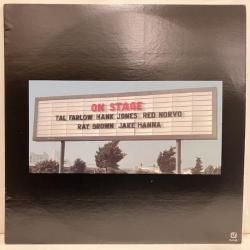 ON STAGE
TAL FARLOW HANK JONES RED NORVO
RAY BROWN JAKE HANNA